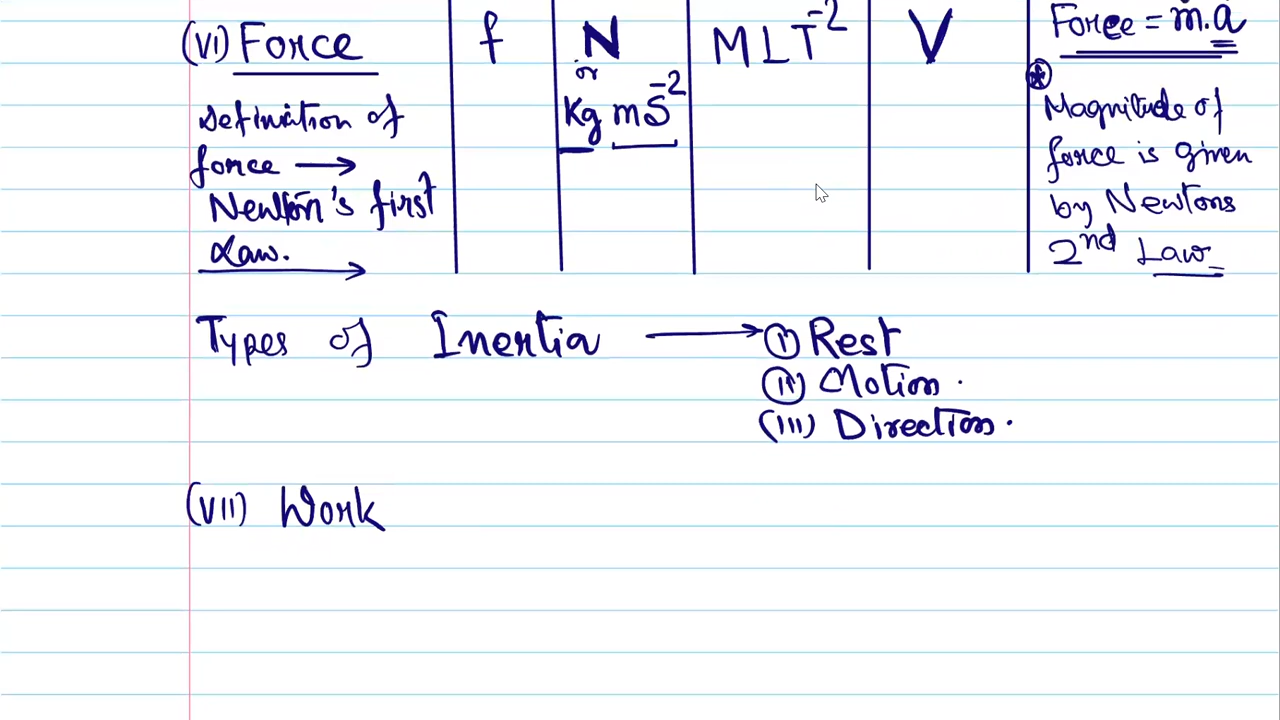 (VI) Force f N MLT⁻² V Force = m.a
or
Definition of Kg mS⁻² Magnitude of
force → force is given
Newton's first by Newtons
Law. 2nd Law
Types of Inertia → (i) Rest
(ii) Motion.
(III) Direction.
(VII) Work